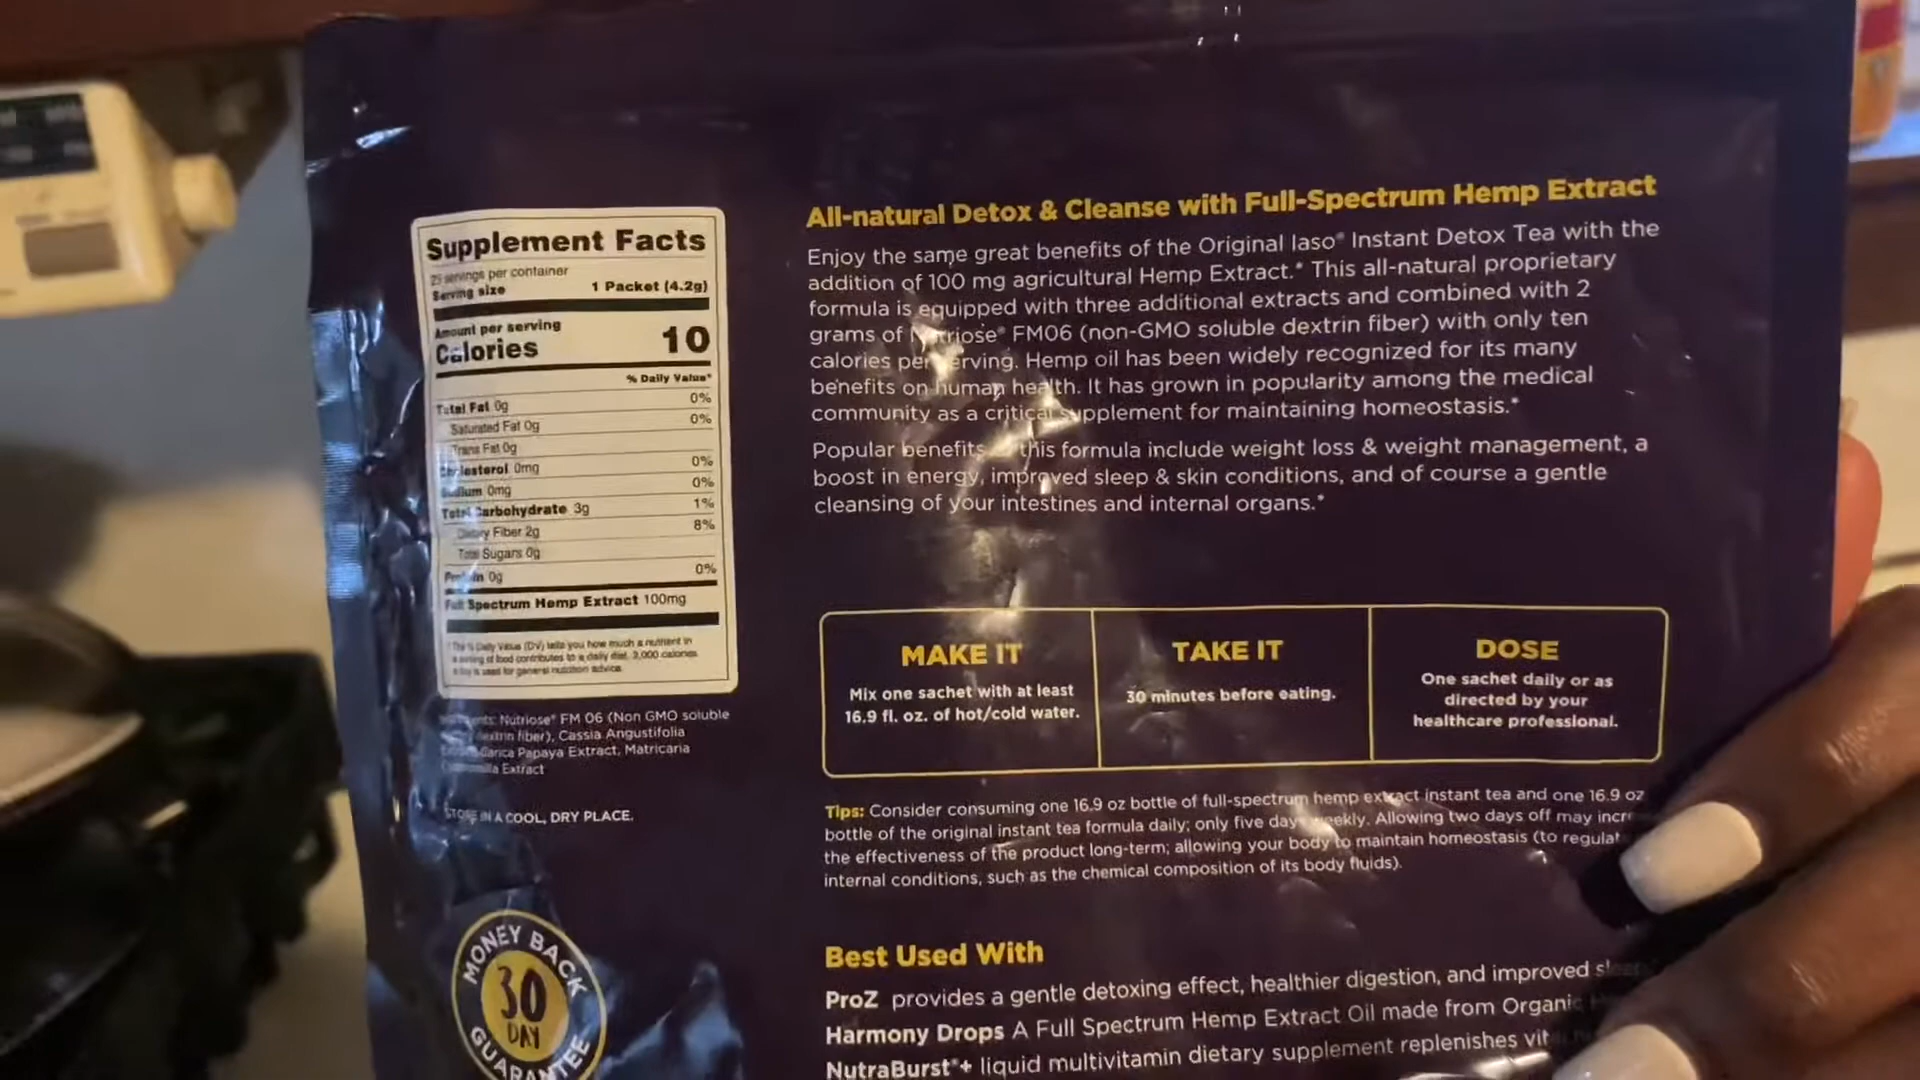 Supplement Facts
25 servings per container
Serving size 1 Packet (4.2g)
Amount per serving
Calories 10
% Daily Value*
Total Fat 0g 0%
Saturated Fat 0g 0%
Trans Fat 0g
Cholesterol 0mg 0%
Sodium 0mg 0%
Total Carbohydrate 3g 1%
Dietary Fiber 2g 8%
Total Sugars 0g
Protein 0g 0%
Full Spectrum Hemp Extract 100mg
The % Daily Value (DV) tells you how much a nutrient in
a serving of food contributes to a daily diet. 2,000 calories
a day is used for general nutrition advice.
Nutriose® FM 06 (Non GMO soluble
dextrin fiber), Cassia Angustifolia
Carica Papaya Extract, Matricaria
Extract
STORE IN A COOL, DRY PLACE.
MONEY BACK
30
DAY
GUARANTEE
All-natural Detox & Cleanse with Full-Spectrum Hemp Extract
Enjoy the same great benefits of the Original Iaso® Instant Detox Tea with the
addition of 100 mg agricultural Hemp Extract.* This all-natural proprietary
formula is equipped with three additional extracts and combined with 2
grams of Nutriose® FM06 (non-GMO soluble dextrin fiber) with only ten
calories per serving. Hemp oil has been widely recognized for its many
benefits on human health. It has grown in popularity among the medical
community as a critical supplement for maintaining homeostasis.*
Popular benefits this formula include weight loss & weight management, a
boost in energy, improved sleep & skin conditions, and of course a gentle
cleansing of your intestines and internal organs.*
MAKE IT
Mix one sachet with at least
16.9 fl. oz. of hot/cold water.
TAKE IT
30 minutes before eating.
DOSE
One sachet daily or as
directed by your
healthcare professional.
Tips: Consider consuming one 16.9 oz bottle of full-spectrum hemp extract instant tea and one 16.9 oz
bottle of the original instant tea formula daily; only five days weekly. Allowing two days off may
the effectiveness of the product long-term; allowing your body to maintain homeostasis (to
internal conditions, such as the chemical composition of its body fluids).
Best Used With
ProZ provides a gentle detoxing effect, healthier digestion, and improved
Harmony Drops A Full Spectrum Hemp Extract Oil made from Organic
NutraBurst®+ liquid multivitamin dietary supplement replenishes